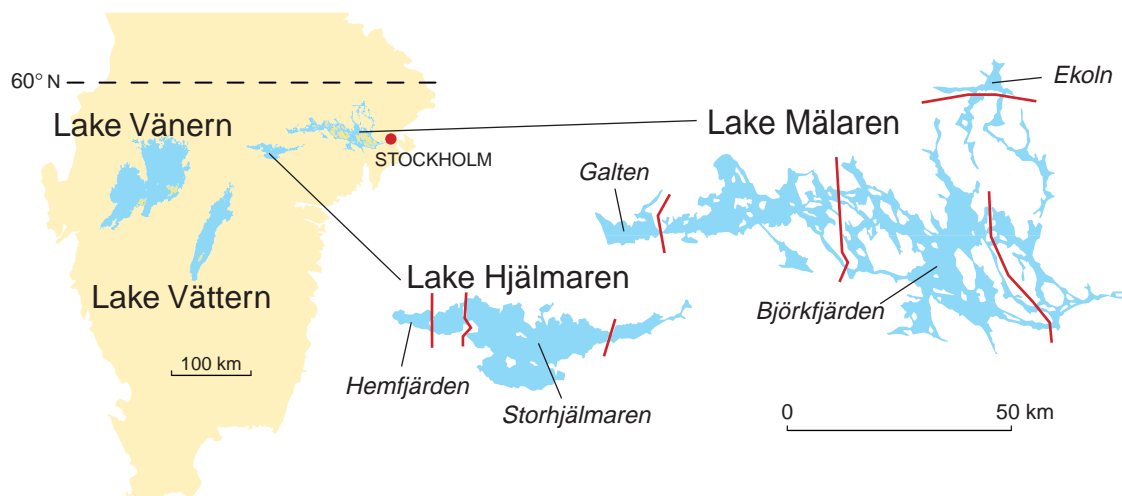 60° N
Ekoln
Lake Vänern
Lake Mälaren
STOCKHOLM
Galten
Lake Hjälmaren
Lake Vättern
Björkfjärden
100 km
Hemfjärden
Storhjälmaren
0
50 km